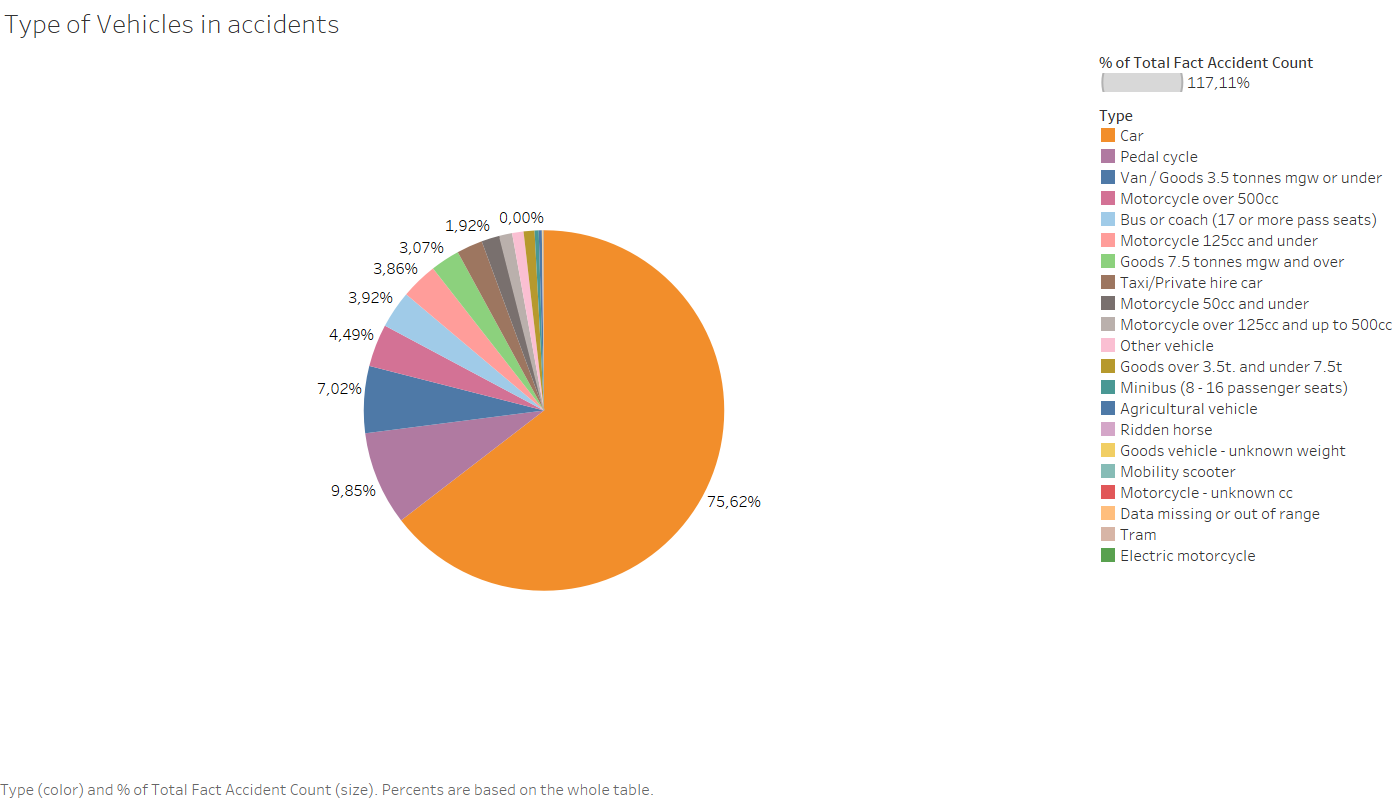 Type of Vehicles in accidents
% of Total Fact Accident Count
117,11%
Type
Car
Pedal cycle
Van / Goods 3.5 tonnes mgw or under
Motorcycle over 500cc
Bus or coach (17 or more pass seats)
Motorcycle 125cc and under
Goods 7.5 tonnes mgw and over
Taxi/Private hire car
Motorcycle 50cc and under
Motorcycle over 125cc and up to 500cc
Other vehicle
Goods over 3.5t. and under 7.5t
Minibus (8 - 16 passenger seats)
Agricultural vehicle
Ridden horse
Goods vehicle - unknown weight
Mobility scooter
Motorcycle - unknown cc
Data missing or out of range
Tram
Electric motorcycle
0,00%
1,92%
3,07%
3,86%
3,92%
4,49%
7,02%
9,85%
75,62%
Type (color) and % of Total Fact Accident Count (size). Percents are based on the whole table.